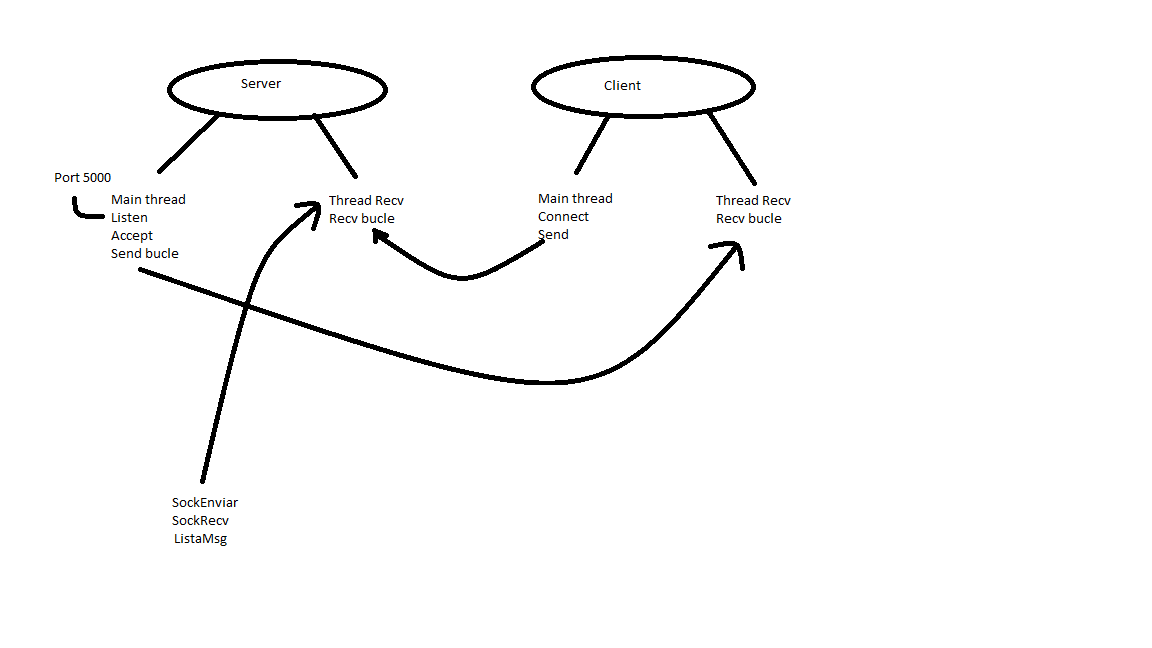 Server
Client
Port 5000
Main thread
Listen
Accept
Send bucle
Thread Recv
Recv bucle
Main thread
Connect
Send
Thread Recv
Recv bucle
SockEnviar
SockRecv
ListaMsg